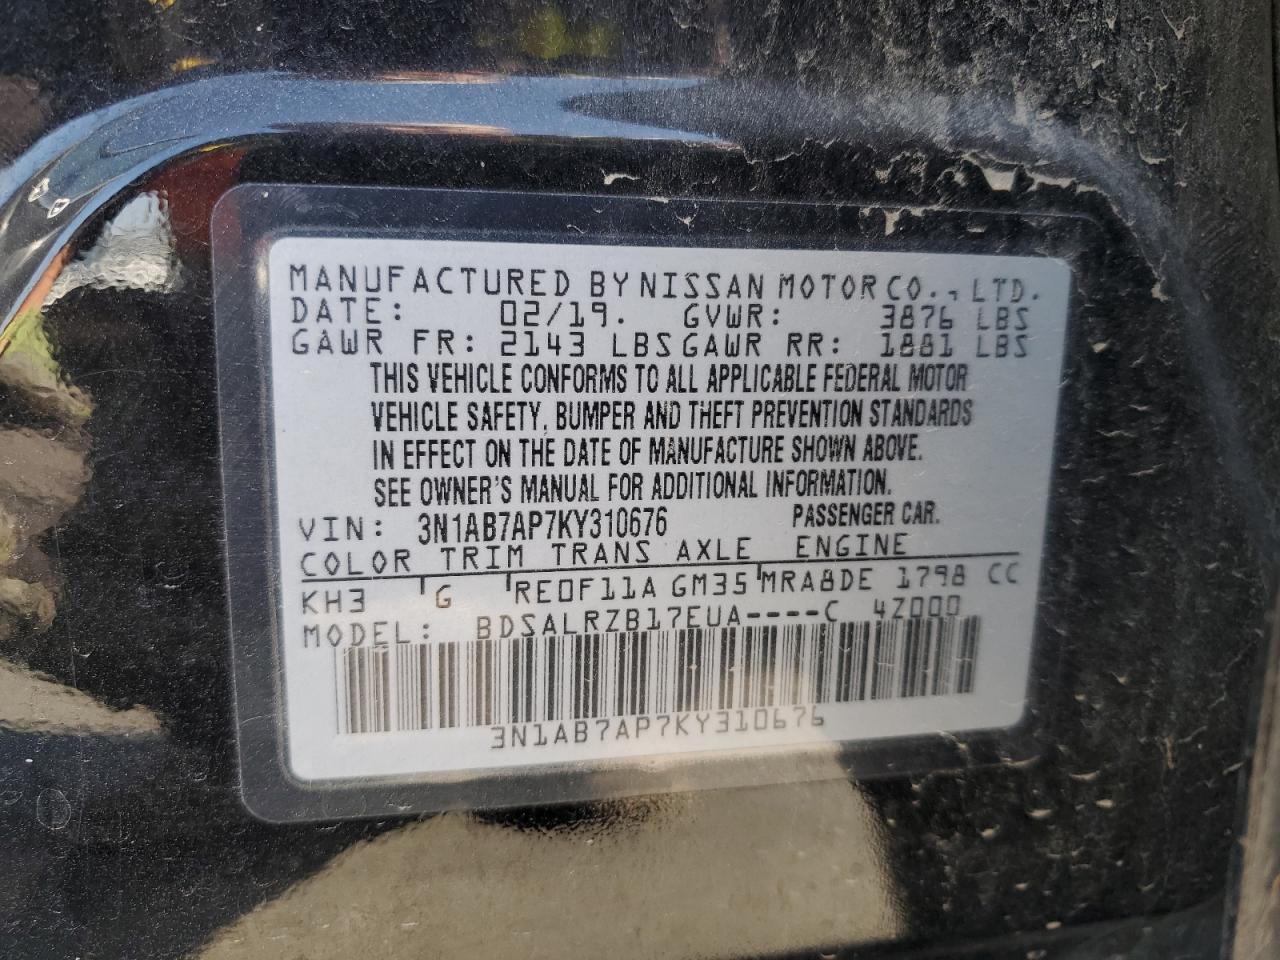 MANUFACTURED BY NISSAN MOTOR CO., LTD.
DATE: 02/19. GVWR: 3876 LBS
GAWR FR: 2143 LBS GAWR RR: 1881 LBS
THIS VEHICLE CONFORMS TO ALL APPLICABLE FEDERAL MOTOR
VEHICLE SAFETY, BUMPER AND THEFT PREVENTION STANDARDS
IN EFFECT ON THE DATE OF MANUFACTURE SHOWN ABOVE.
SEE OWNER'S MANUAL FOR ADDITIONAL INFORMATION.
VIN: 3N1AB7AP7KY310676 PASSENGER CAR.
COLOR TRIM TRANS AXLE ENGINE
KH3 G RE0F11A GM35 MRA8DE 1798 CC
MODEL: BDSALRZB17EUA----C 4Z000
3N1AB7AP7KY310676